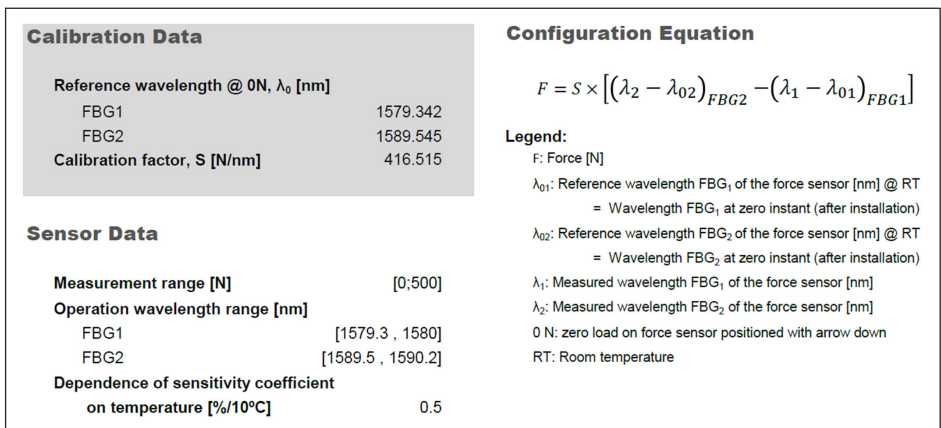 Calibration Data
Reference wavelength @ 0N, λ₀ [nm]
FBG1 1579.342
FBG2 1589.545
Calibration factor, S [N/nm] 416.515
Sensor Data
Measurement range [N] [0;500]
Operation wavelength range [nm]
FBG1 [1579.3 , 1580]
FBG2 [1589.5 , 1590.2]
Dependence of sensitivity coefficient
on temperature [%/10ºC] 0.5
Configuration Equation
F = S × [(λ₂ − λ₀₂)_FBG2 − (λ₁ − λ₀₁)_FBG1]
Legend:
F: Force [N]
λ₀₁: Reference wavelength FBG₁ of the force sensor [nm] @ RT
= Wavelength FBG₁ at zero instant (after installation)
λ₀₂: Reference wavelength FBG₂ of the force sensor [nm] @ RT
= Wavelength FBG₂ at zero instant (after installation)
λ₁: Measured wavelength FBG₁ of the force sensor [nm]
λ₂: Measured wavelength FBG₂ of the force sensor [nm]
0 N: zero load on force sensor positioned with arrow down
RT: Room temperature